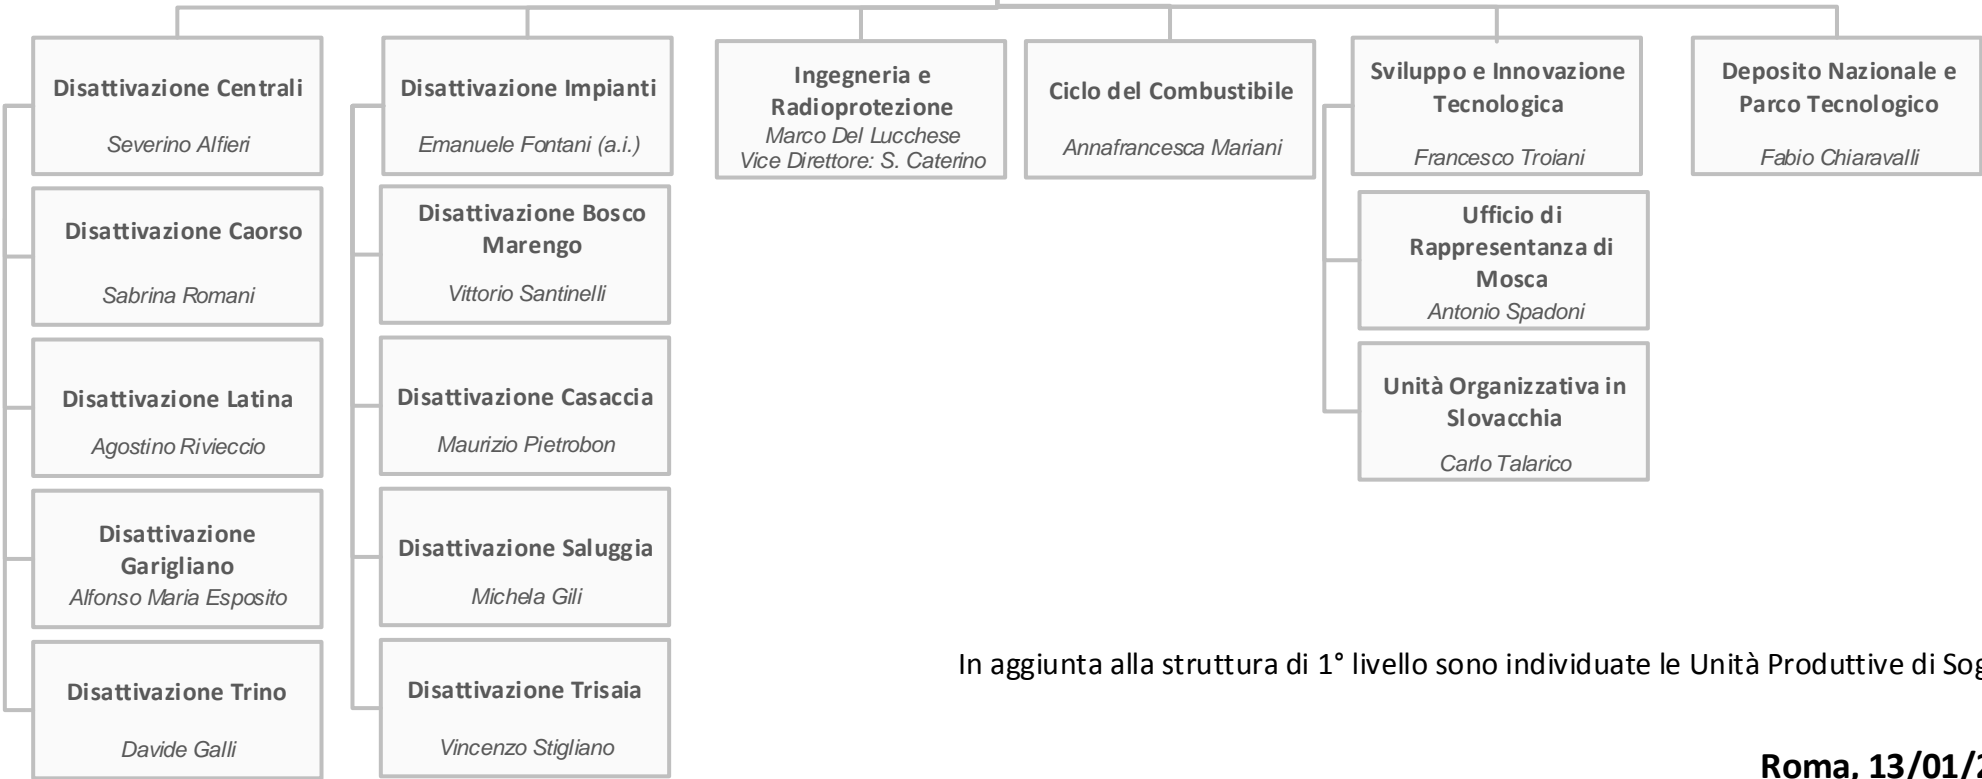 Disattivazione Centrali
Severino Alfieri
Disattivazione Caorso
Sabrina Romani
Disattivazione Latina
Agostino Rivieccio
Disattivazione
Garigliano
Alfonso Maria Esposito
Disattivazione Trino
Davide Galli
Disattivazione Impianti
Emanuele Fontani (a.i.)
Disattivazione Bosco
Marengo
Vittorio Santinelli
Disattivazione Casaccia
Maurizio Pietrobon
Disattivazione Saluggia
Michela Gili
Disattivazione Trisaia
Vincenzo Stigliano
Ingegneria e
Radioprotezione
Marco Del Lucchese
Vice Direttore: S. Caterino
Ciclo del Combustibile
Annafrancesca Mariani
Sviluppo e Innovazione
Tecnologica
Francesco Troiani
Ufficio di
Rappresentanza di
Mosca
Antonio Spadoni
Unità Organizzativa in
Slovacchia
Carlo Talarico
Deposito Nazionale e
Parco Tecnologico
Fabio Chiaravalli
In aggiunta alla struttura di 1° livello sono individuate le Unità Produttive di
Roma, 13/01/